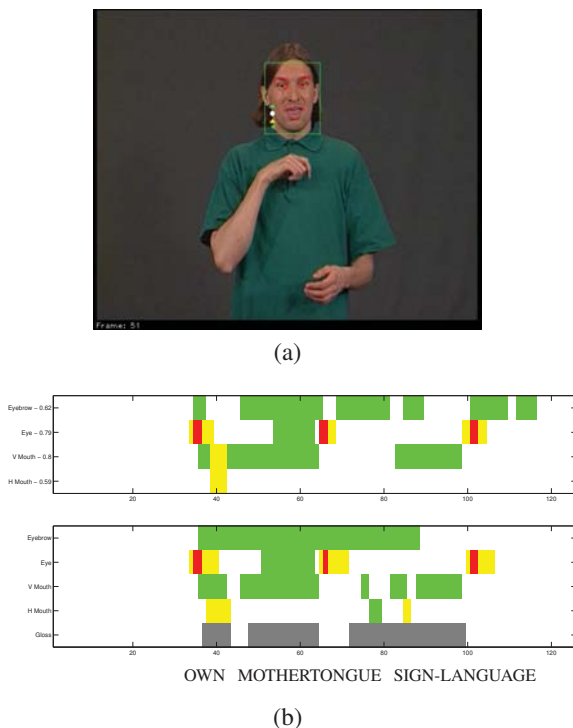 Frame: 51
(a)
Eyebrow – 0.62
Eye – 0.79
V Mouth – 0.8
H Mouth – 0.59
20 40 60 80 100 120
Eyebrow
Eye
V Mouth
H Mouth
Gloss
20 40 60 80 100 120
OWN MOTHERTONGUE SIGN-LANGUAGE
(b)